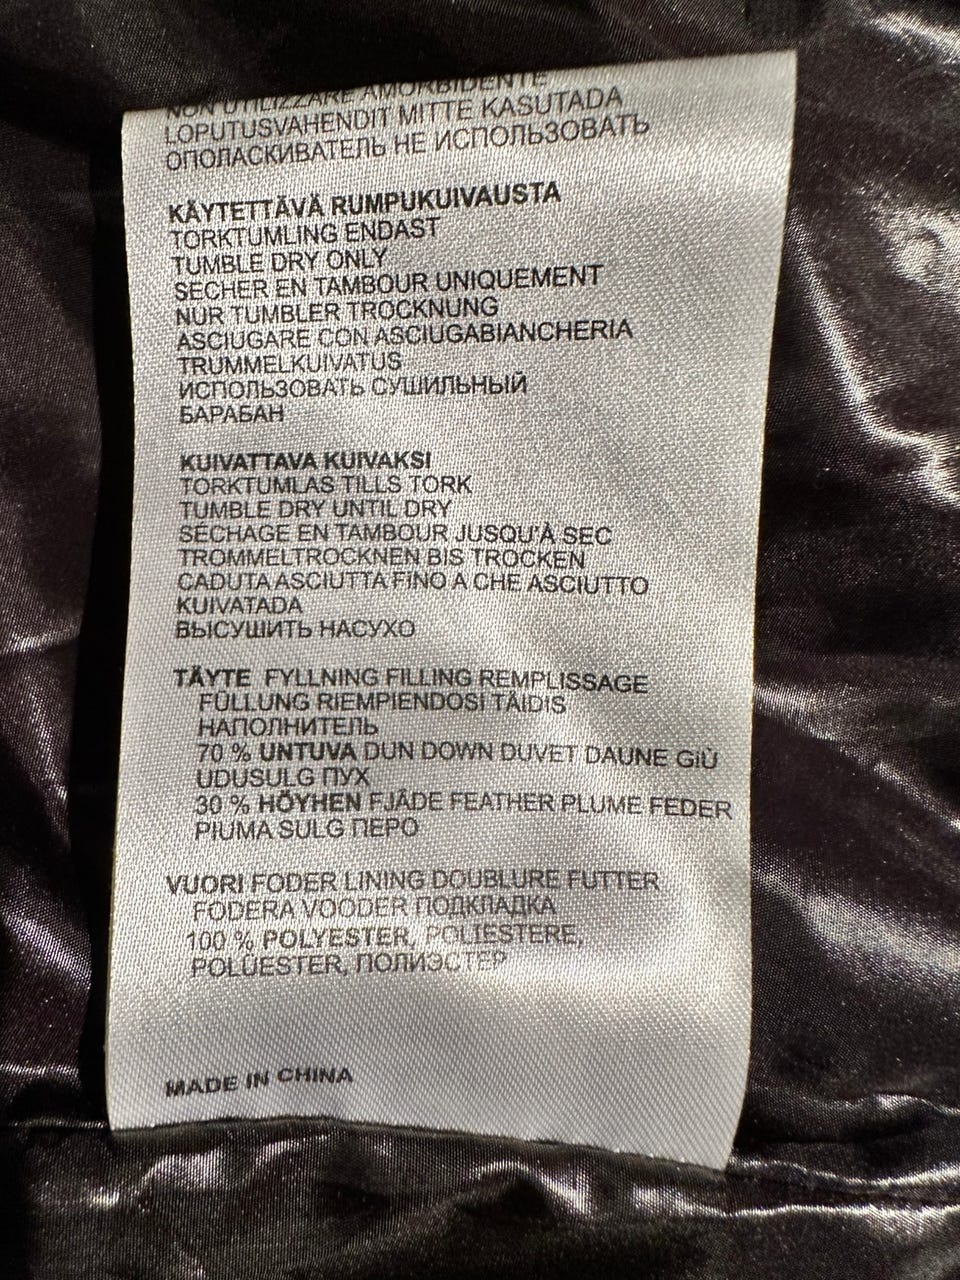 NON UTILIZZARE AMORBIDENTE
LOPUTUSVAHENDIT MITTE KASUTADA
ОПОЛАСКИВАТЕЛЬ НЕ ИСПОЛЬЗОВАТЬ
KÄYTETTÄVÄ RUMPUKUIVAUSTA
TORKTUMLING ENDAST
TUMBLE DRY ONLY
SÉCHER EN TAMBOUR UNIQUEMENT
NUR TUMBLER TROCKNUNG
ASCIUGARE CON ASCIUGABIANCHERIA
TRUMMELKUIVATUS
ИСПОЛЬЗОВАТЬ СУШИЛЬНЫЙ
БАРАБАН
KUIVATTAVA KUIVAKSI
TORKTUMLAS TILLS TORK
TUMBLE DRY UNTIL DRY
SÉCHAGE EN TAMBOUR JUSQU'À SEC
TROMMELTROCKNEN BIS TROCKEN
CADUTA ASCIUTTA FINO A CHE ASCIUTTO
KUIVATADA
ВЫСУШИТЬ НАСУХО
TÄYTE FYLLNING FILLING REMPLISSAGE
FÜLLUNG RIEMPIENDOSI TÄIDIS
НАПОЛНИТЕЛЬ
70 % UNTUVA DUN DOWN DUVET DAUNE GIÙ
UDUSULG ПУХ
30 % HÖYHEN FJÄDE FEATHER PLUME FEDER
PIUMA SULG ПЕРО
VUORI FODER LINING DOUBLURE FUTTER
FODERA VOODER ПОДКЛАДКА
100 % POLYESTER, POLIESTERE,
POLÜESTER, ПОЛИЭСТЕР
MADE IN CHINA